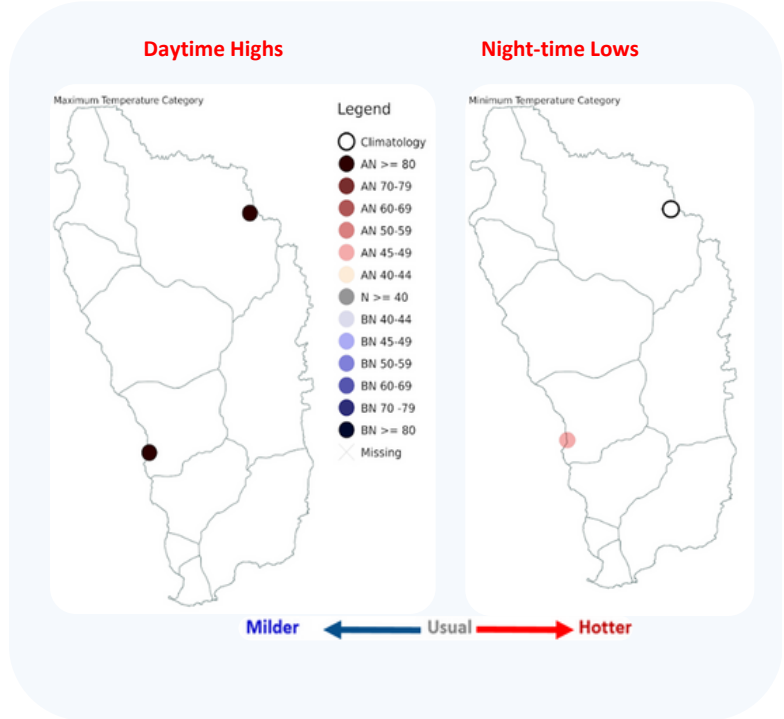 Daytime Highs
Night-time Lows
Maximum Temperature Category
Minimum Temperature Category
Legend
Climatology
AN >= 80
AN 70-79
AN 60-69
AN 50-59
AN 45-49
AN 40-44
N >= 40
BN 40-44
BN 45-49
BN 50-59
BN 60-69
BN 70 -79
BN >= 80
Missing
Milder
Usual
Hotter